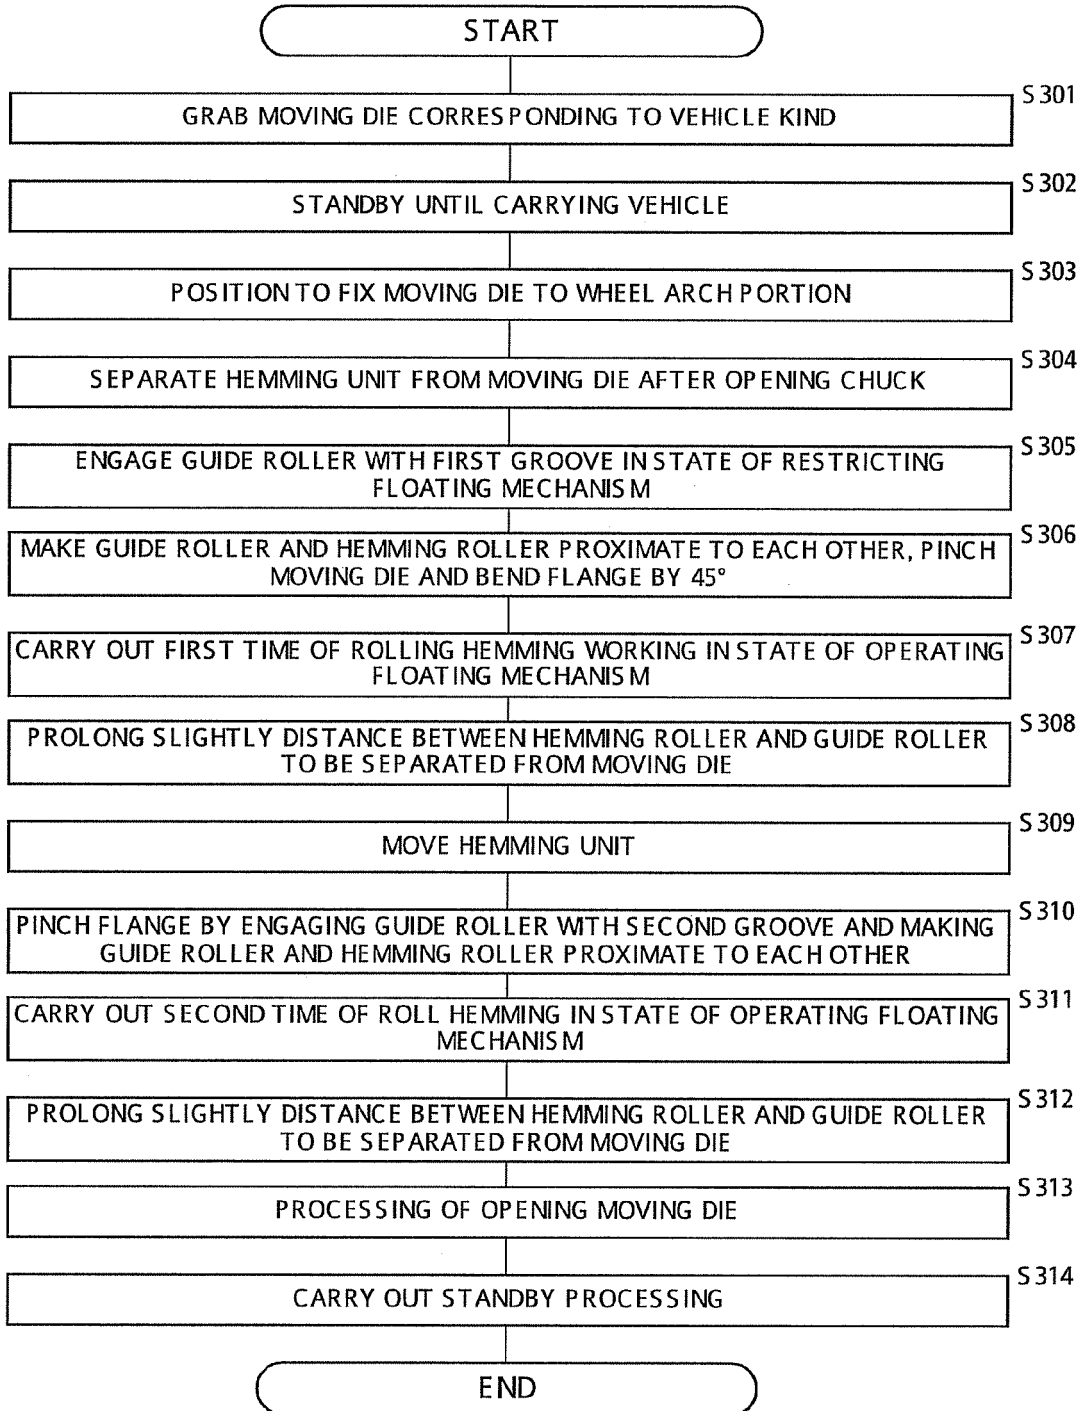 START
S301
GRAB MOVING DIE CORRESPONDING TO VEHICLE KIND
S302
STANDBY UNTIL CARRYING VEHICLE
S303
POSITION TO FIX MOVING DIE TO WHEEL ARCH PORTION
S304
SEPARATE HEMMING UNIT FROM MOVING DIE AFTER OPENING CHUCK
S305
ENGAGE GUIDE ROLLER WITH FIRST GROOVE IN STATE OF RESTRICTING
FLOATING MECHANISM
S306
MAKE GUIDE ROLLER AND HEMMING ROLLER PROXIMATE TO EACH OTHER, PINCH
MOVING DIE AND BEND FLANGE BY 45°
S307
CARRY OUT FIRST TIME OF ROLLING HEMMING WORKING IN STATE OF OPERATING
FLOATING MECHANISM
S308
PROLONG SLIGHTLY DISTANCE BETWEEN HEMMING ROLLER AND GUIDE ROLLER
TO BE SEPARATED FROM MOVING DIE
S309
MOVE HEMMING UNIT
S310
PINCH FLANGE BY ENGAGING GUIDE ROLLER WITH SECOND GROOVE AND MAKING
GUIDE ROLLER AND HEMMING ROLLER PROXIMATE TO EACH OTHER
S311
CARRY OUT SECOND TIME OF ROLL HEMMING IN STATE OF OPERATING FLOATING
MECHANISM
S312
PROLONG SLIGHTLY DISTANCE BETWEEN HEMMING ROLLER AND GUIDE ROLLER
TO BE SEPARATED FROM MOVING DIE
S313
PROCESSING OF OPENING MOVING DIE
S314
CARRY OUT STANDBY PROCESSING
END